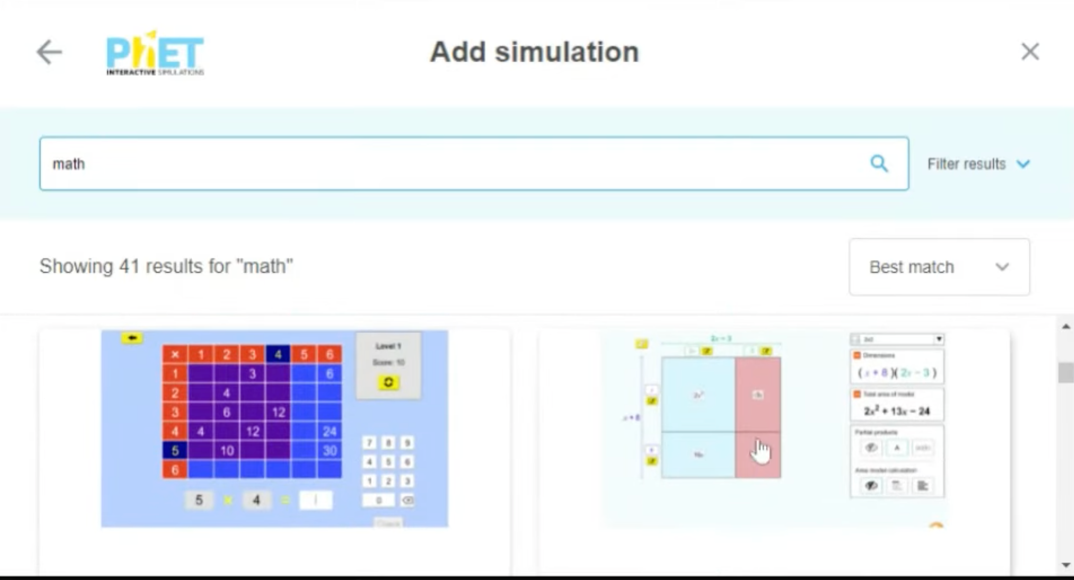 PhET
INTERACTIVE SIMULATIONS
Add simulation
math
Filter results
Showing 41 results for "math"
Best match
× 1 2 3 4 5 6
1 3 6
2 4
3 6 12
4 4 12 24
5 10 30
6
5 × 4 =
Level 1
Score: 10
7 8 9
4 5 6
1 2 3
0
Check
2x - 3
x + 8
Dimensions
(x + 8)(2x - 3)
Total area of model
2x² + 13x - 24
Partial products
A
Area model calculation